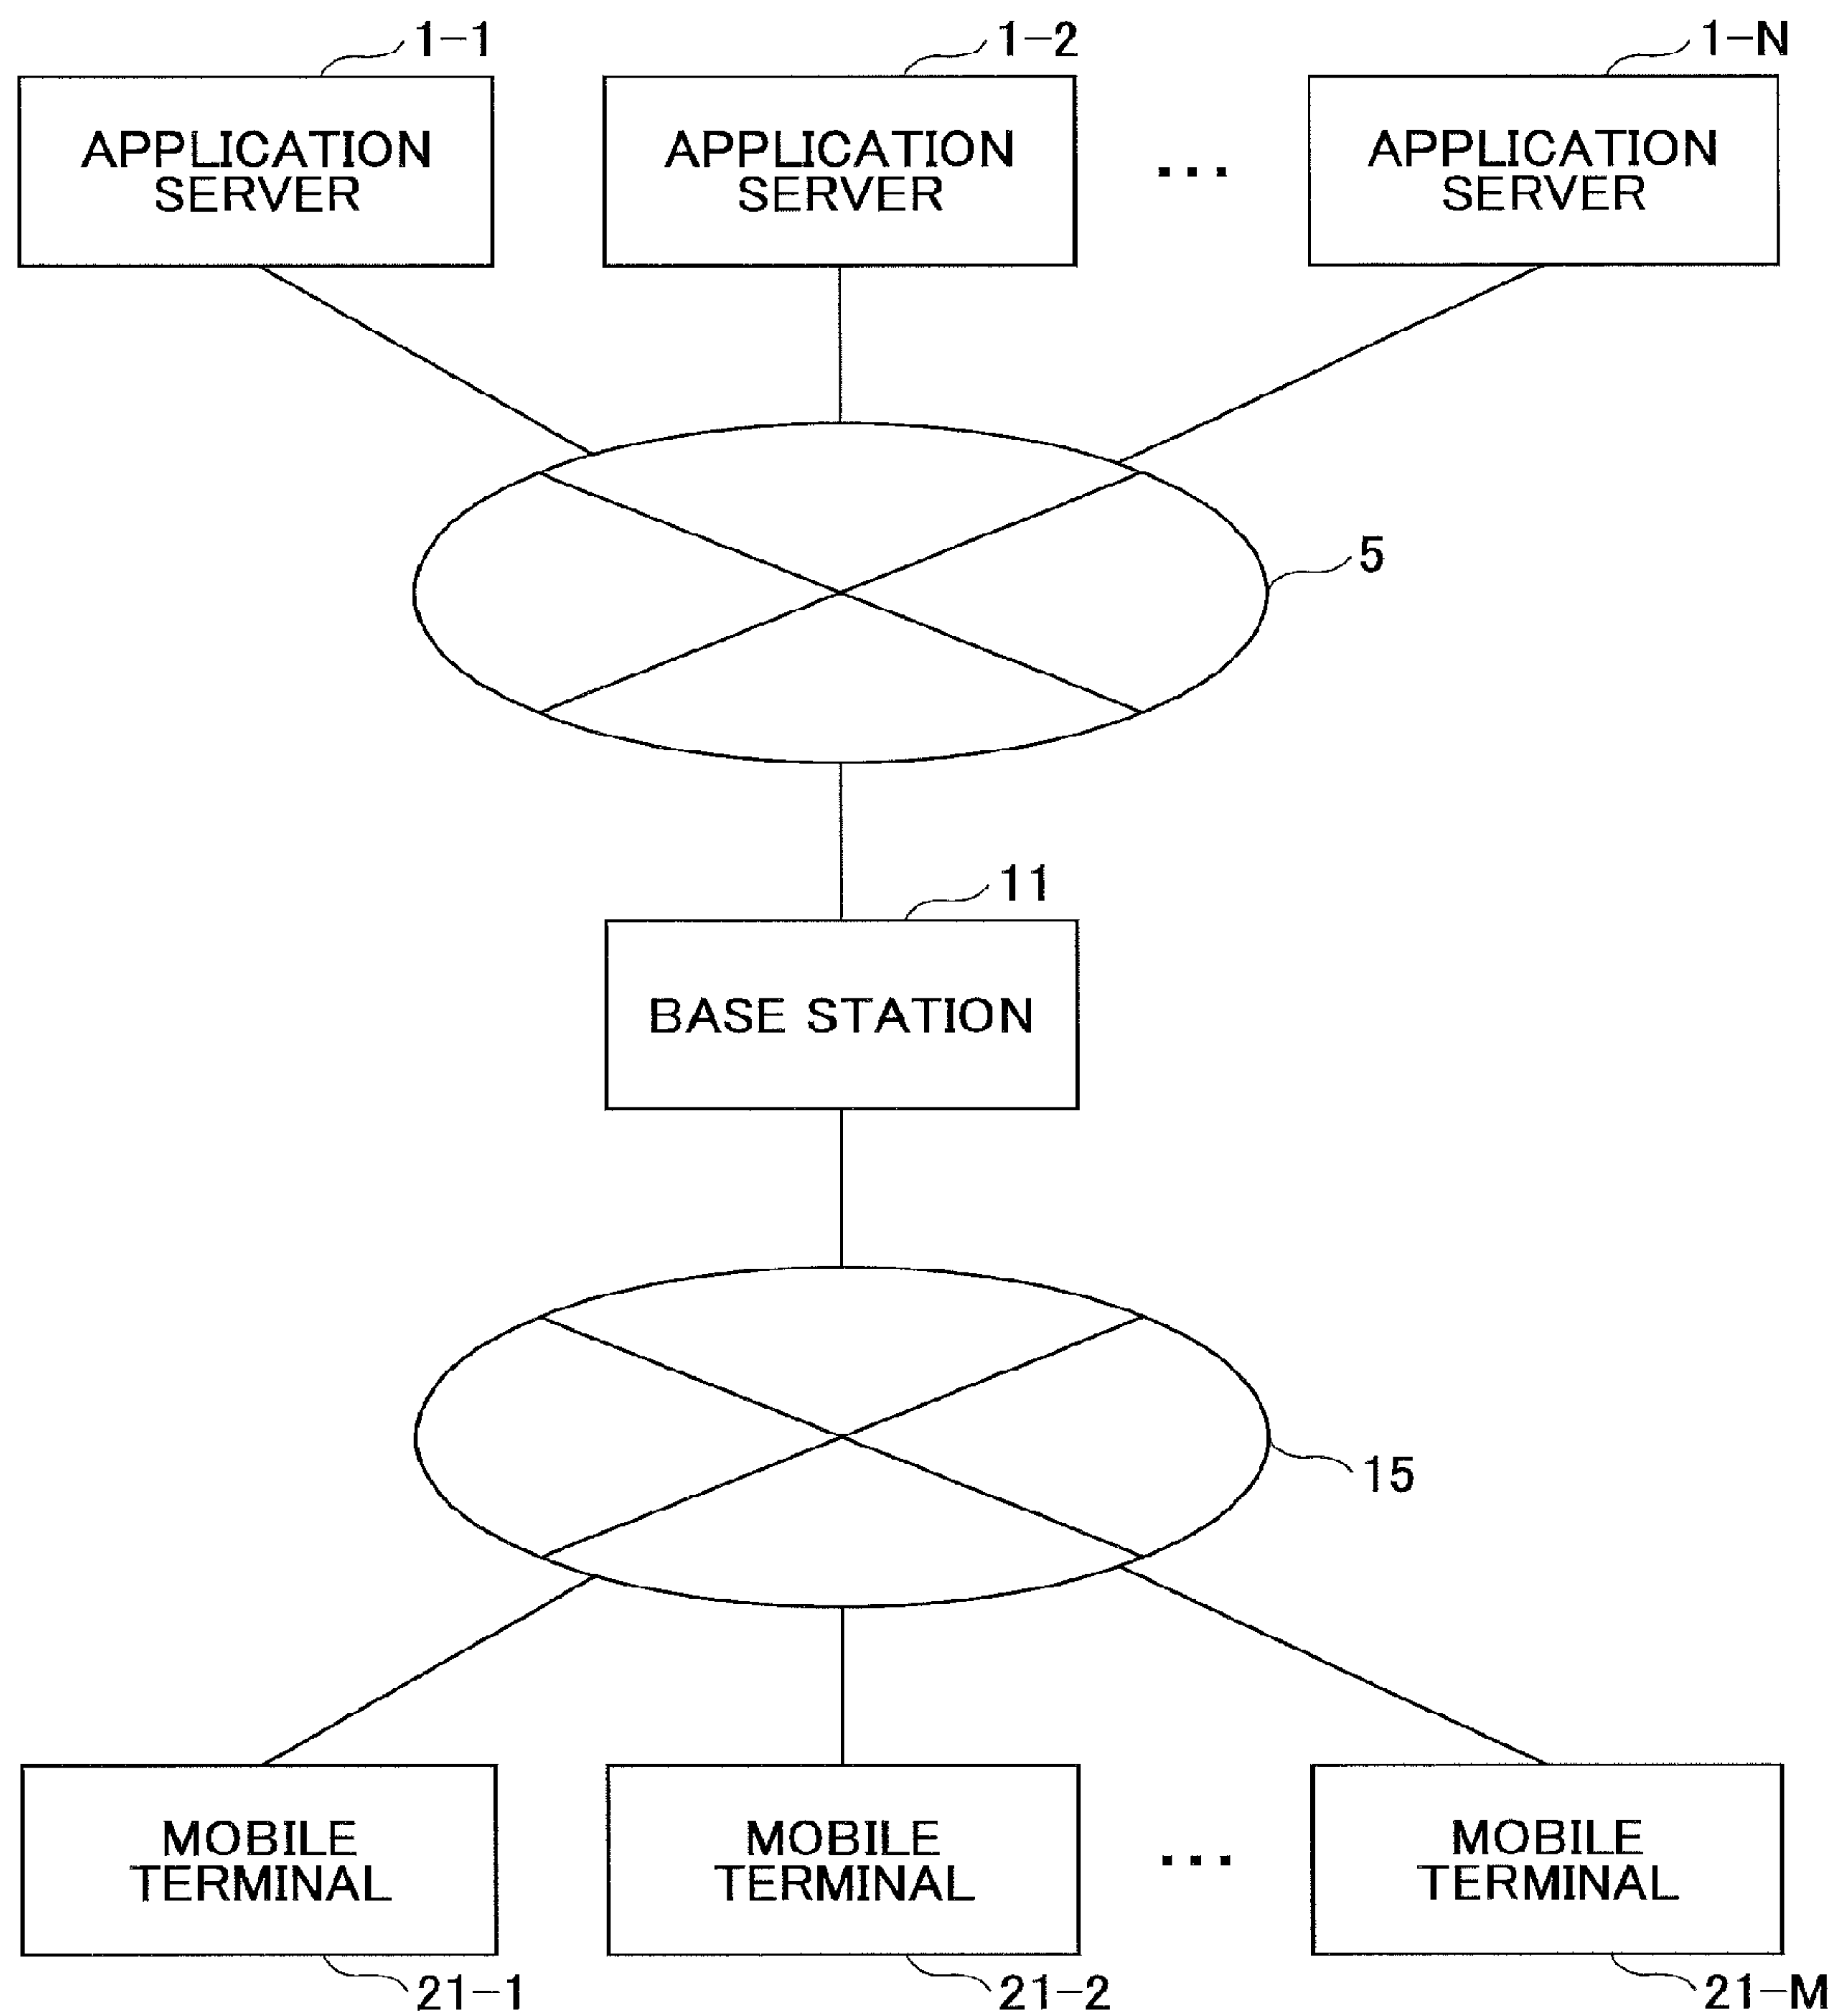 1-1
1-2
1-N
APPLICATION
SERVER
APPLICATION
SERVER
...
APPLICATION
SERVER
5
11
BASE STATION
15
MOBILE
TERMINAL
MOBILE
TERMINAL
...
MOBILE
TERMINAL
21-1
21-2
21-M